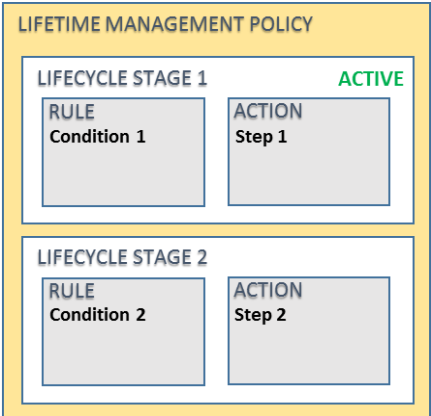 LIFETIME MANAGEMENT POLICY
LIFECYCLE STAGE 1
ACTIVE
RULE
Condition 1
ACTION
Step 1
LIFECYCLE STAGE 2
RULE
Condition 2
ACTION
Step 2